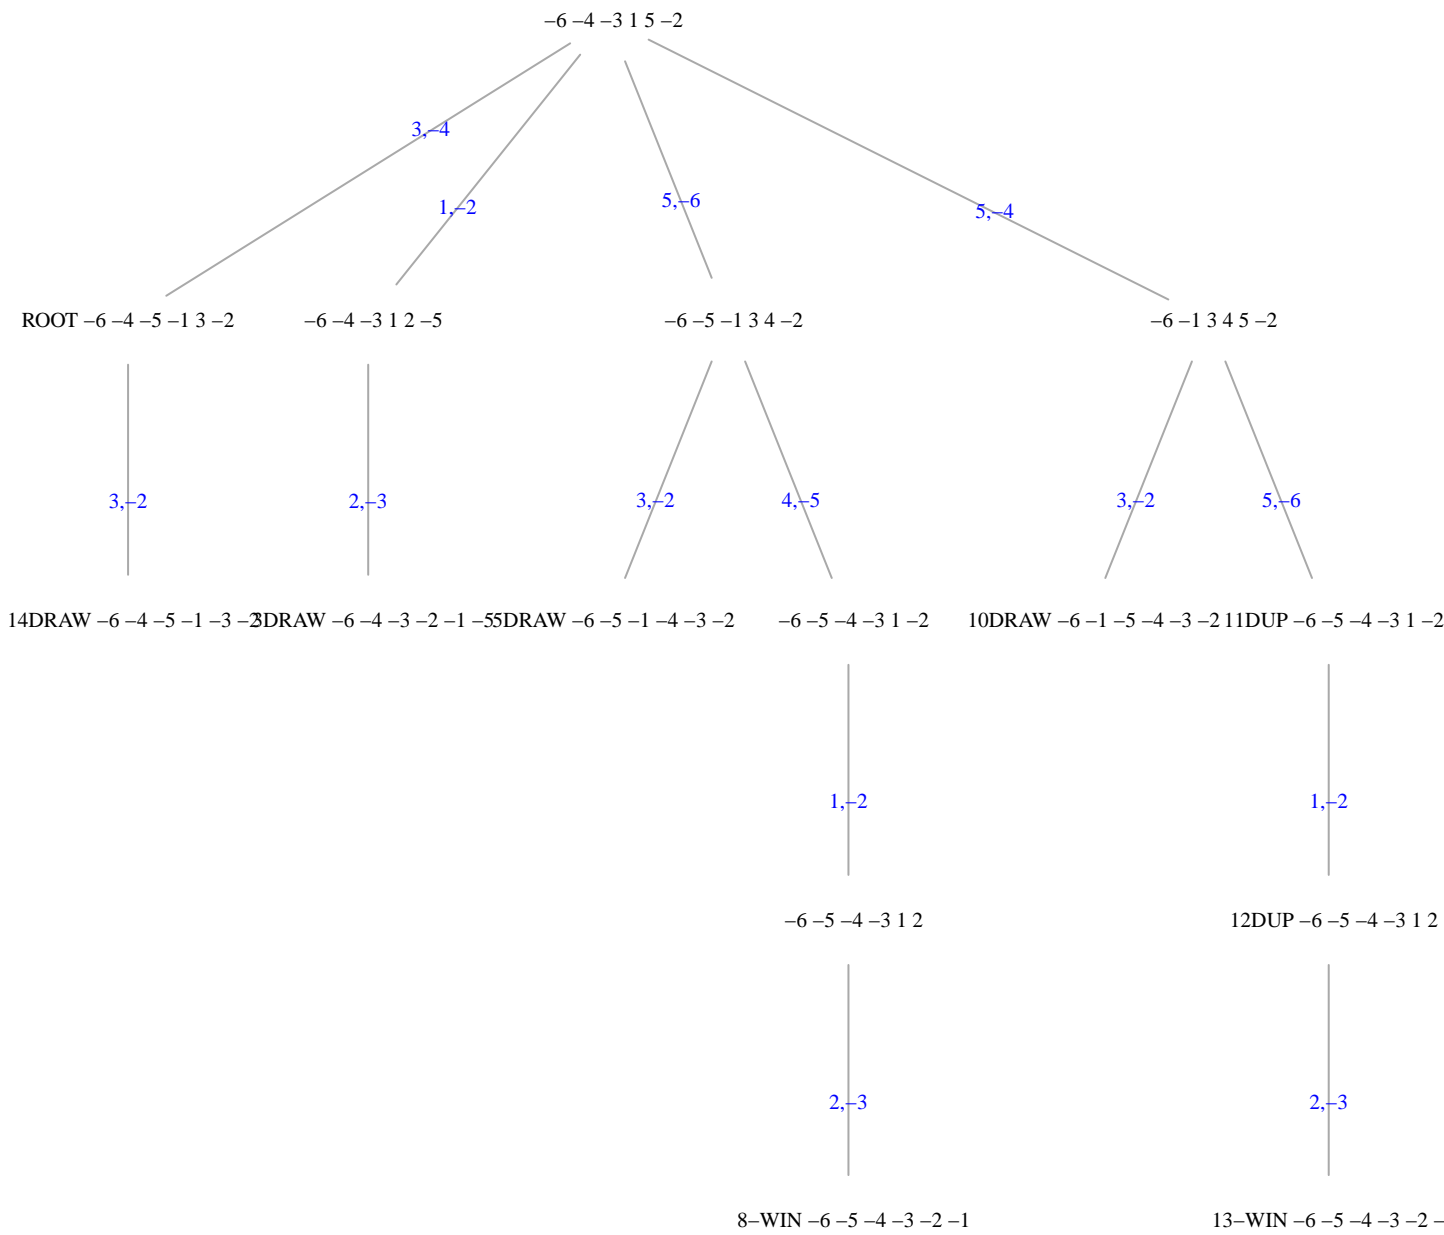 −6 −4 −3 1 5 −2
3,−4
1,−2
5,−6
5,−4
ROOT −6 −4 −5 −1 3 −2
−6 −4 −3 1 2 −5
−6 −5 −1 3 4 −2
−6 −1 3 4 5 −2
3,−2
2,−3
3,−2
4,−5
3,−2
5,−6
14DRAW −6 −4 −5 −1 −3 −2
3DRAW −6 −4 −3 −2 −1 −5
5DRAW −6 −5 −1 −4 −3 −2
−6 −5 −4 −3 1 −2
10DRAW −6 −1 −5 −4 −3 −2
11DUP −6 −5 −4 −3 1 −2
1,−2
1,−2
−6 −5 −4 −3 1 2
12DUP −6 −5 −4 −3 1 2
2,−3
2,−3
8−WIN −6 −5 −4 −3 −2 −1
13−WIN −6 −5 −4 −3 −2 −